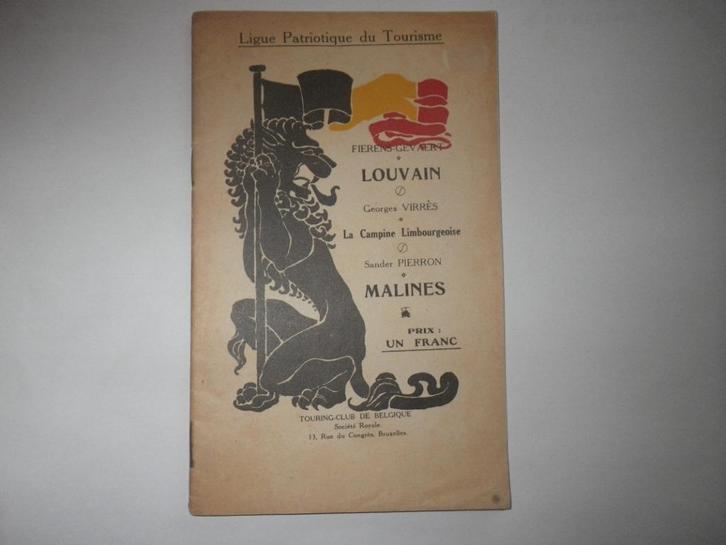 Ligue Patriotique du Tourisme
FIERENS-GEVAERT
LOUVAIN
Georges VIRRÈS
La Campine Limbourgeoise
Sander PIERRON
MALINES
PRIX :
UN FRANC
TOURING-CLUB DE BELGIQUE
Société Royale.
13, Rue du Congrès, Bruxelles.